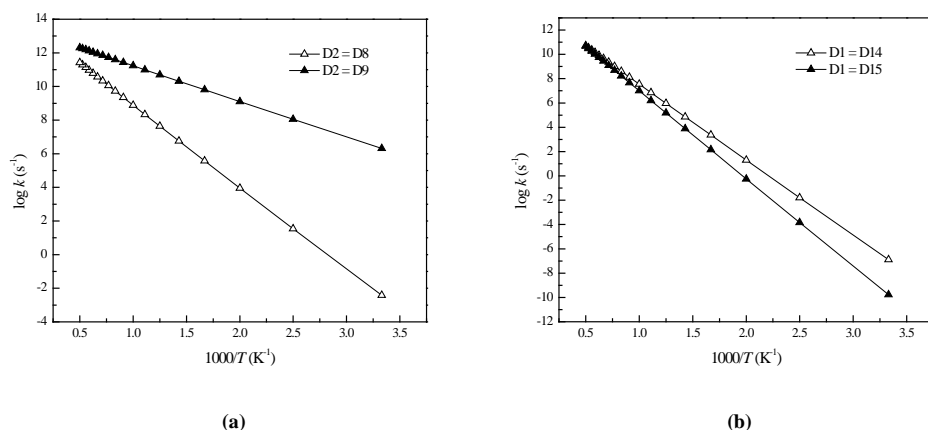 14
12
10
8
6
4
2
0
-2
-4
0.5 1.0 1.5 2.0 2.5 3.0 3.5
log k (s⁻¹)
1000/T (K⁻¹)
D2 = D8
D2 = D9
(a)
12
10
8
6
4
2
0
-2
-4
-6
-8
-10
-12
0.5 1.0 1.5 2.0 2.5 3.0 3.5
log k (s⁻¹)
1000/T (K⁻¹)
D1 = D14
D1 = D15
(b)